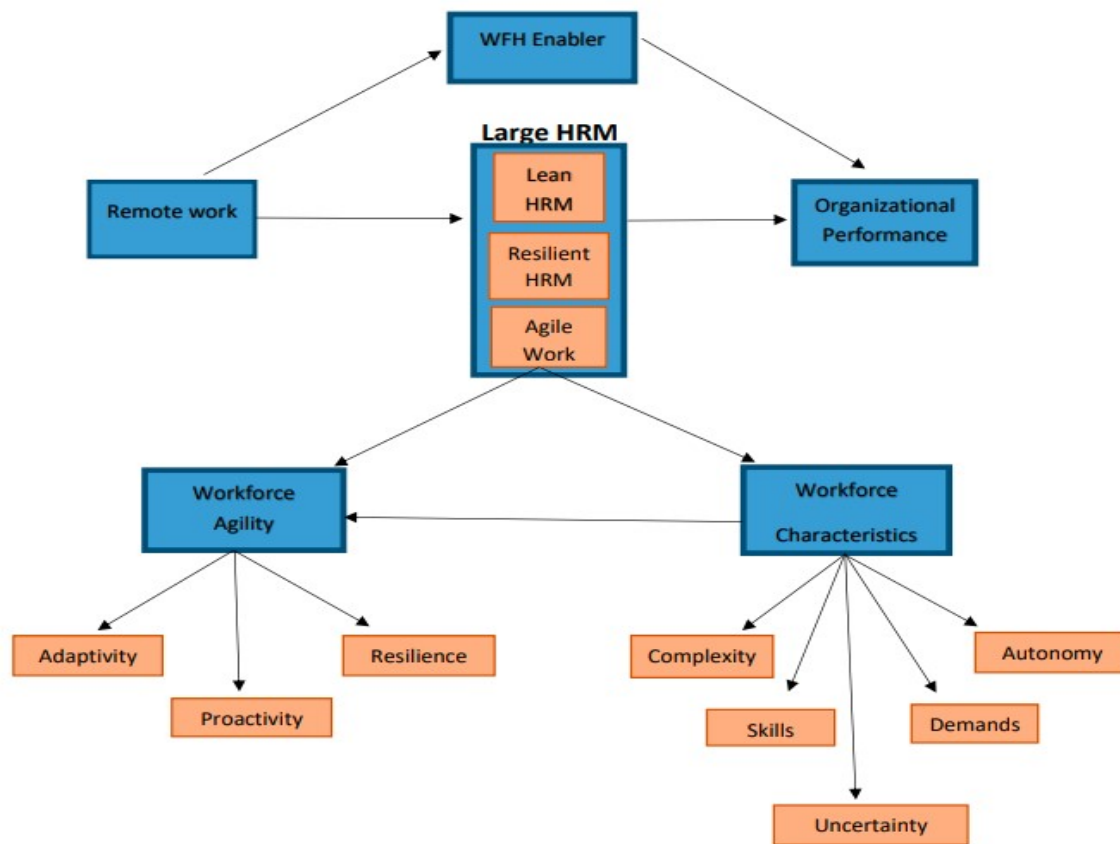 WFH Enabler
Large HRM
Lean
HRM
Remote work
Organizational
Performance
Resilient
HRM
Agile
Work
Workforce
Agility
Workforce
Characteristics
Adaptivity
Resilience
Proactivity
Complexity
Autonomy
Skills
Demands
Uncertainty